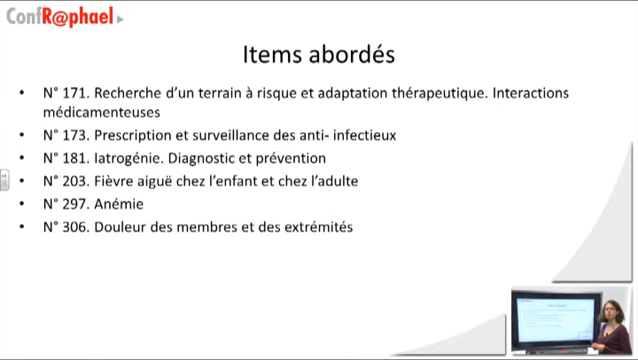 ConfR@phael
Items abordés
• N° 171. Recherche d'un terrain à risque et adaptation thérapeutique. Interactions
médicamenteuses
• N° 173. Prescription et surveillance des anti- infectieux
• N° 181. Iatrogénie. Diagnostic et prévention
• N° 203. Fièvre aiguë chez l'enfant et chez l'adulte
• N° 297. Anémie
• N° 306. Douleur des membres et des extrémités